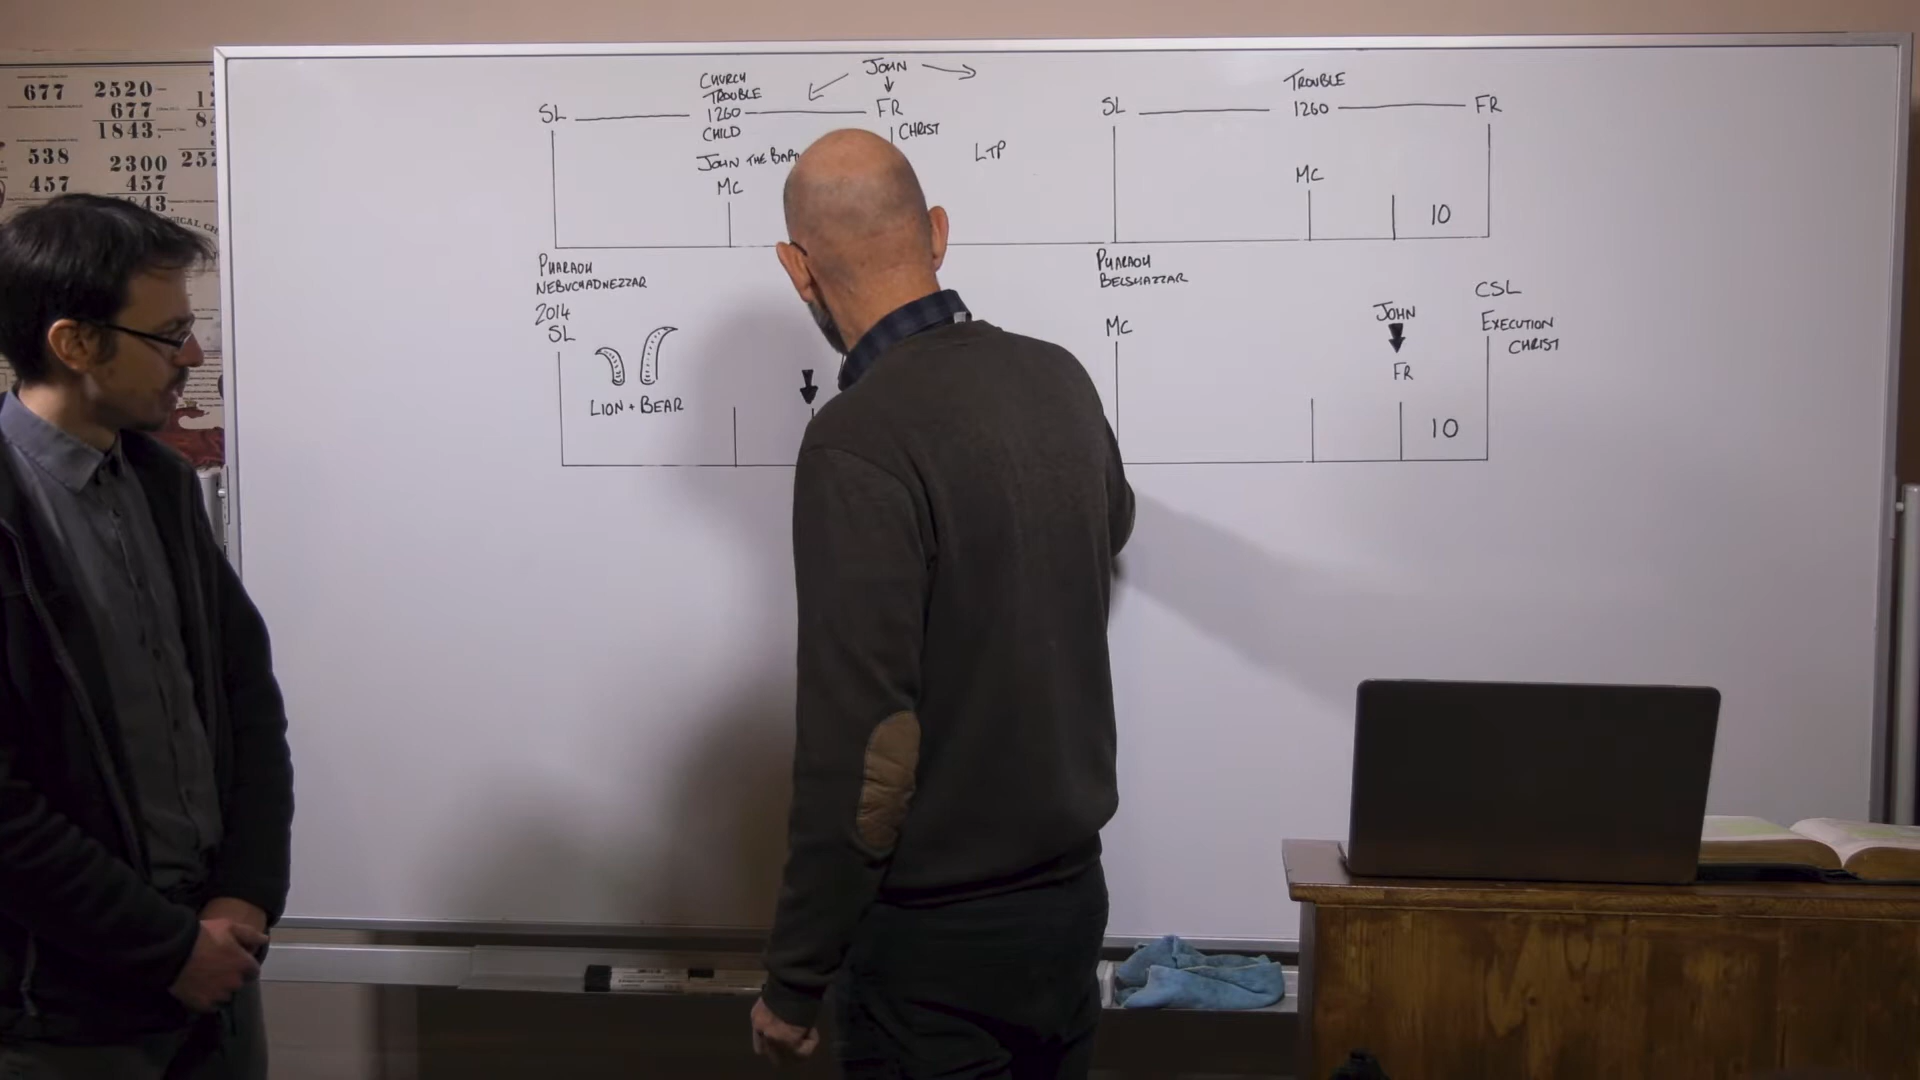 677
2520
677
1843.
538
457
2300
457
1843.
JOHN
CHURCH
TROUBLE
SL
1260
FR
CHILD
CHRIST
JOHN THE BAP
MC
LTP
TROUBLE
SL
1260
FR
MC
10
PHARAOH
NEBUCHADNEZZAR
2014
SL
LION + BEAR
PHARAOH
BELSHAZZAR
MC
JOHN
FR
10
CSL
EXECUTION
CHRIST